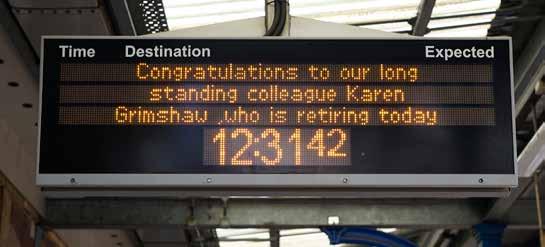 Time Destination Expected
Congratulations to our long
standing colleague Karen
Grimshaw ,who is retiring today
12:31 42